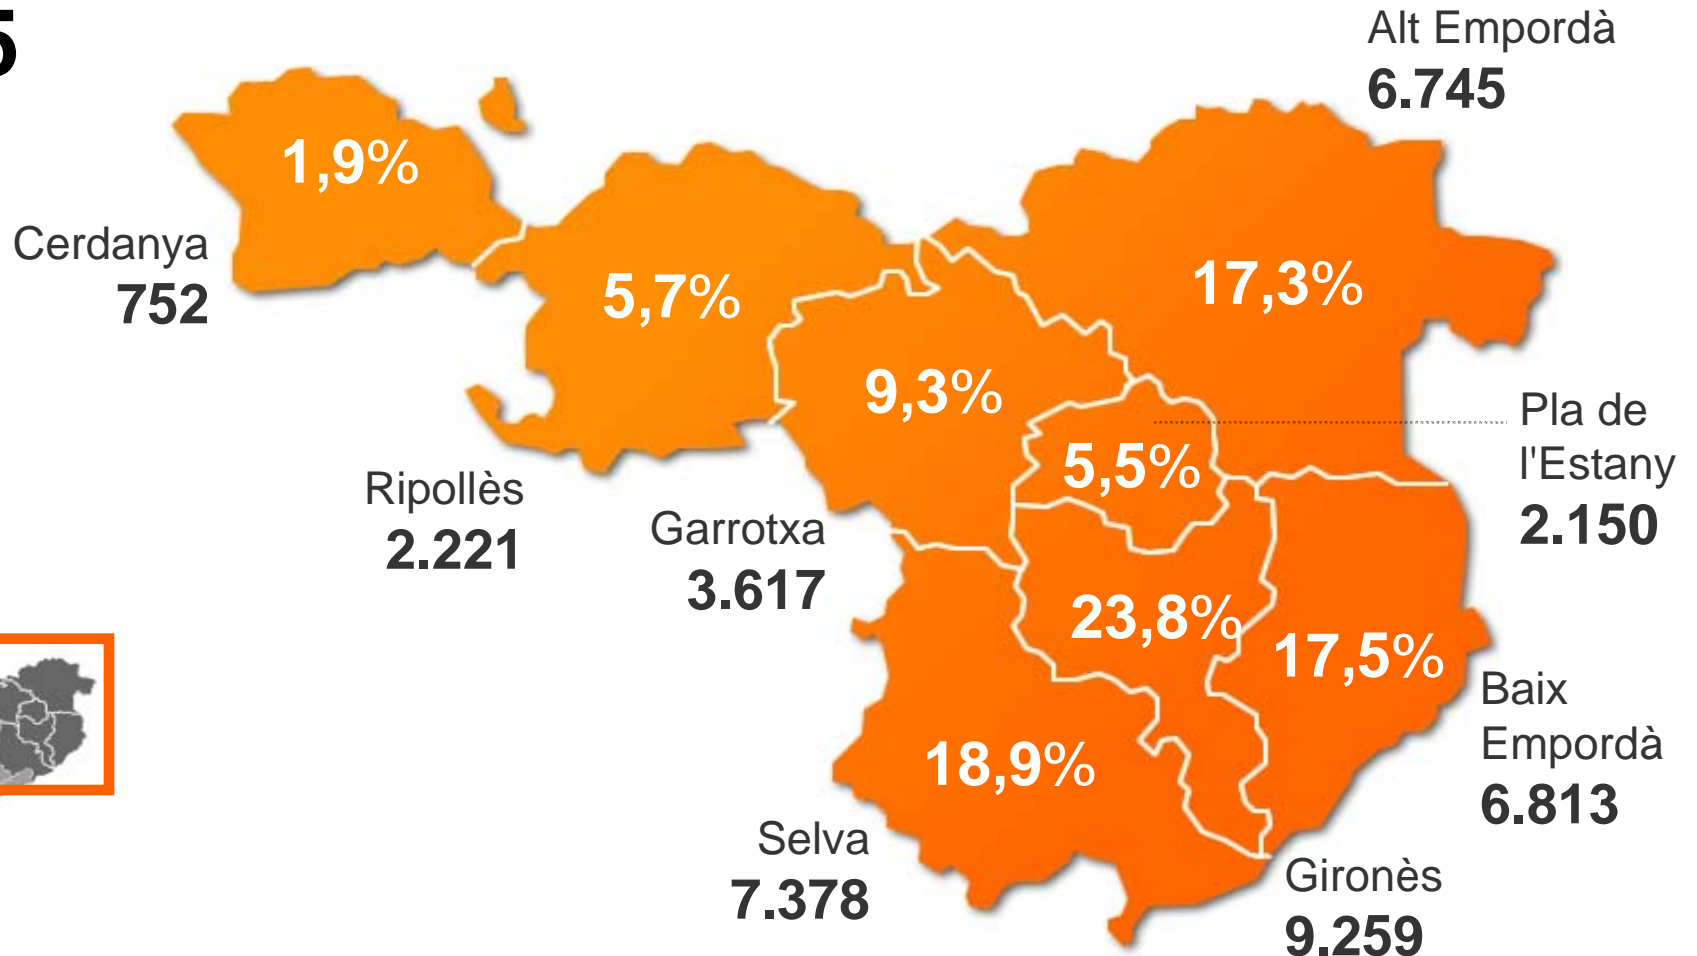 5
Alt Empordà
6.745
1,9%
Cerdanya
752
5,7%
17,3%
9,3%
Pla de
l'Estany
2.150
5,5%
Ripollès
2.221
Garrotxa
3.617
23,8%
17,5%
Baix
Empordà
6.813
18,9%
Selva
7.378
Gironès
9.259